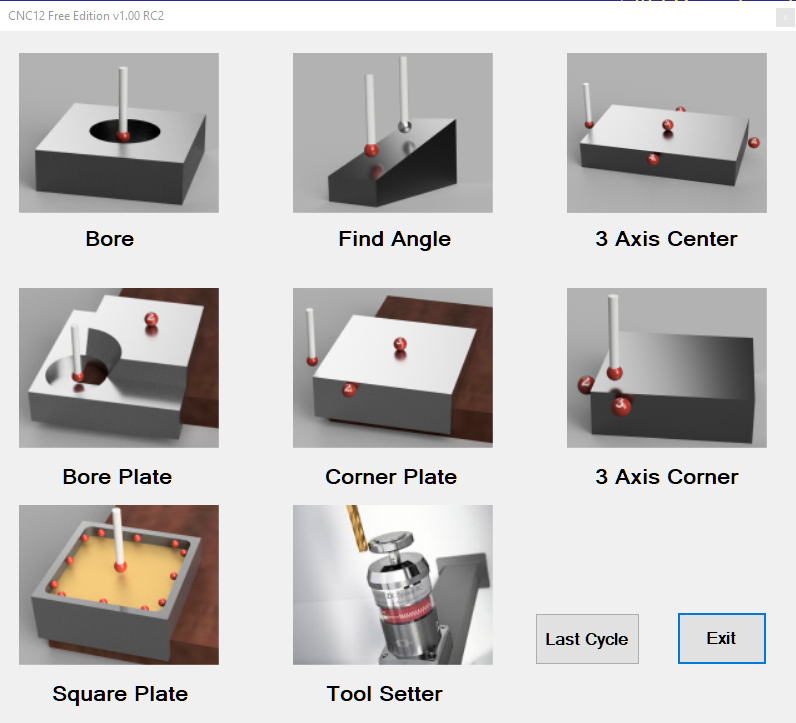 CNC12 Free Edition v1.00 RC2
Bore
Find Angle
3 Axis Center
Bore Plate
Corner Plate
3 Axis Corner
Square Plate
Tool Setter
Last Cycle
Exit